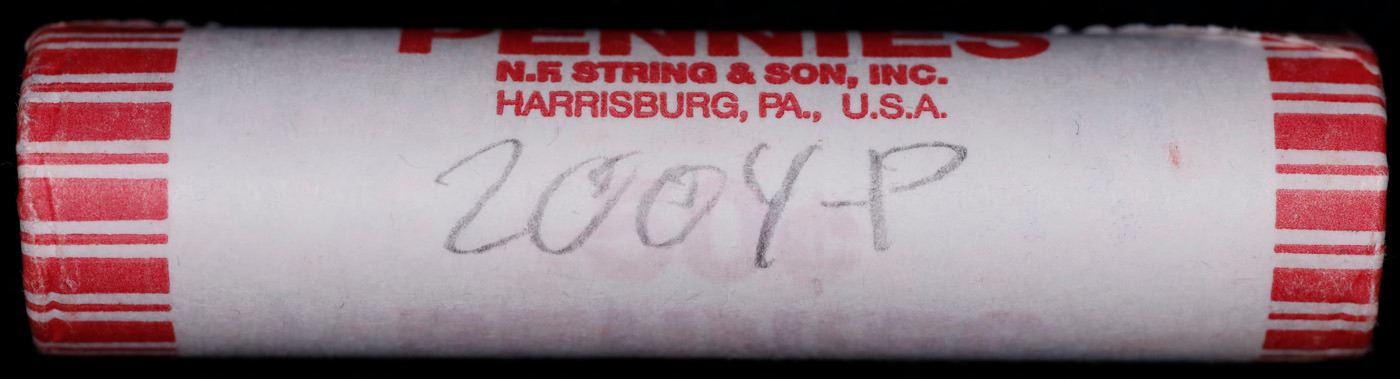 PENNIES
N.F. STRING & SON, INC.
HARRISBURG, PA., U.S.A.
2004-P